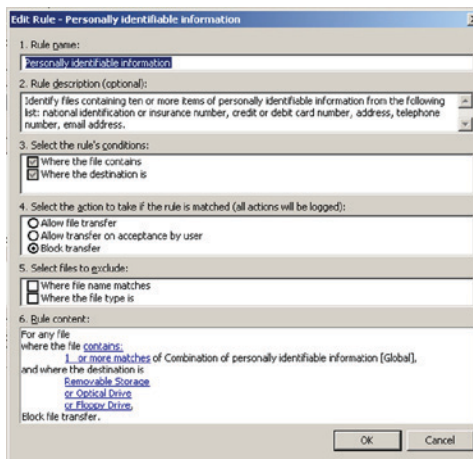 Edit Rule - Personally identifiable information
1. Rule name:
Personally identifiable information
2. Rule description (optional):
Identify files containing ten or more items of personally identifiable information from the following
list: national identification or insurance number, credit or debit card number, address, telephone
number, email address.
3. Select the rule's conditions:
Where the file contains
Where the destination is
4. Select the action to take if the rule is matched (all actions will be logged):
Allow file transfer
Allow transfer on acceptance by user
Block transfer
5. Select files to exclude:
Where file name matches
Where the file type is
6. Rule content:
For any file
where the file contains:
1 or more matches of Combination of personally identifiable information [Global],
and where the destination is
Removable Storage
or Optical Drive
or Floppy Drive,
Block file transfer.
OK Cancel